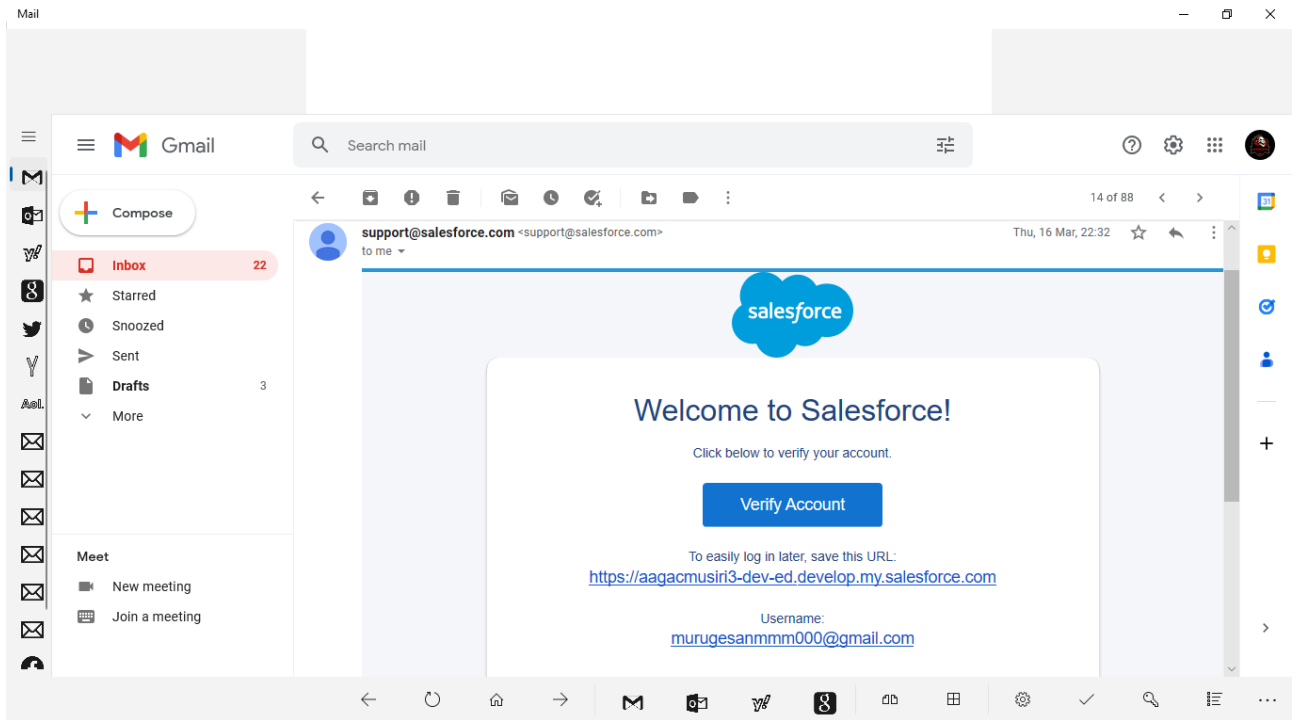 Mail
Gmail
Search mail
Compose
14 of 88
31
Inbox 22
Starred
Snoozed
Sent
Drafts 3
More
Aol.
Meet
New meeting
Join a meeting
support@salesforce.com <support@salesforce.com>
Thu, 16 Mar, 22:32
to me
salesforce
Welcome to Salesforce!
Click below to verify your account.
Verify Account
To easily log in later, save this URL:
https://aagacmusiri3-dev-ed.develop.my.salesforce.com
Username:
murugesanmmm000@gmail.com